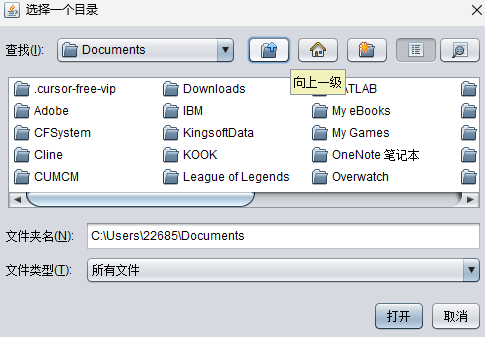 选择一个目录
查找(I): Documents
向上一级
.cursor-free-vip Downloads ATLAB
Adobe IBM My eBooks
CFSystem KingsoftData My Games
Cline KOOK OneNote 笔记本
CUMCM League of Legends Overwatch
文件夹名(N): C:\Users\22685\Documents
文件类型(T): 所有文件
打开 取消